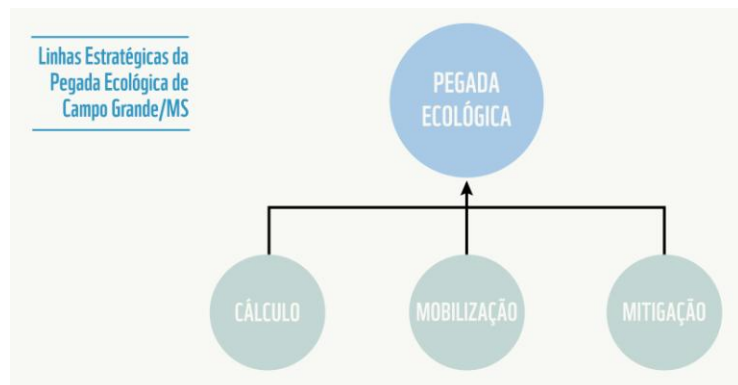 Linhas Estratégicas da
Pegada Ecológica de
Campo Grande/MS
PEGADA
ECOLÓGICA
CÁLCULO
MOBILIZAÇÃO
MITIGAÇÃO